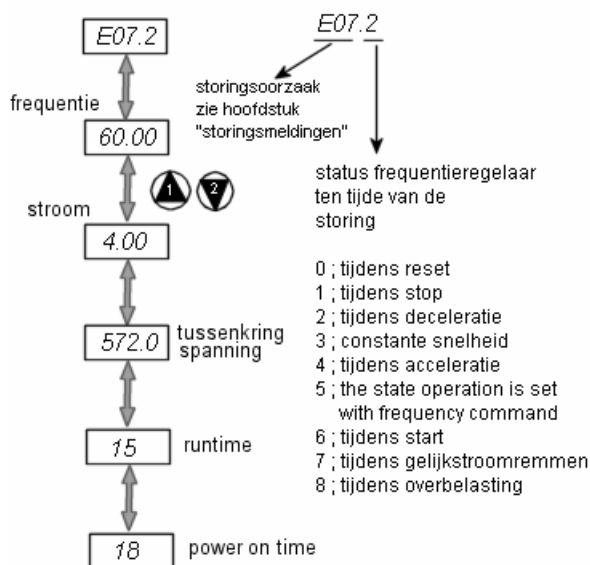 E07.2
frequentie
60.00
1 2
stroom
4.00
572.0
tussenkring
spanning
15
runtime
18
power on time
E07.2
storingsoorzaak
zie hoofdstuk
"storingsmeldingen"
status frequentieregelaar
ten tijde van de
storing
0 ; tijdens reset
1 ; tijdens stop
2 ; tijdens deceleratie
3 ; constante snelheid
4 ; tijdens acceleratie
5 ; the state operation is set
with frequency command
6 ; tijdens start
7 ; tijdens gelijkstroomremmen
8 ; tijdens overbelasting